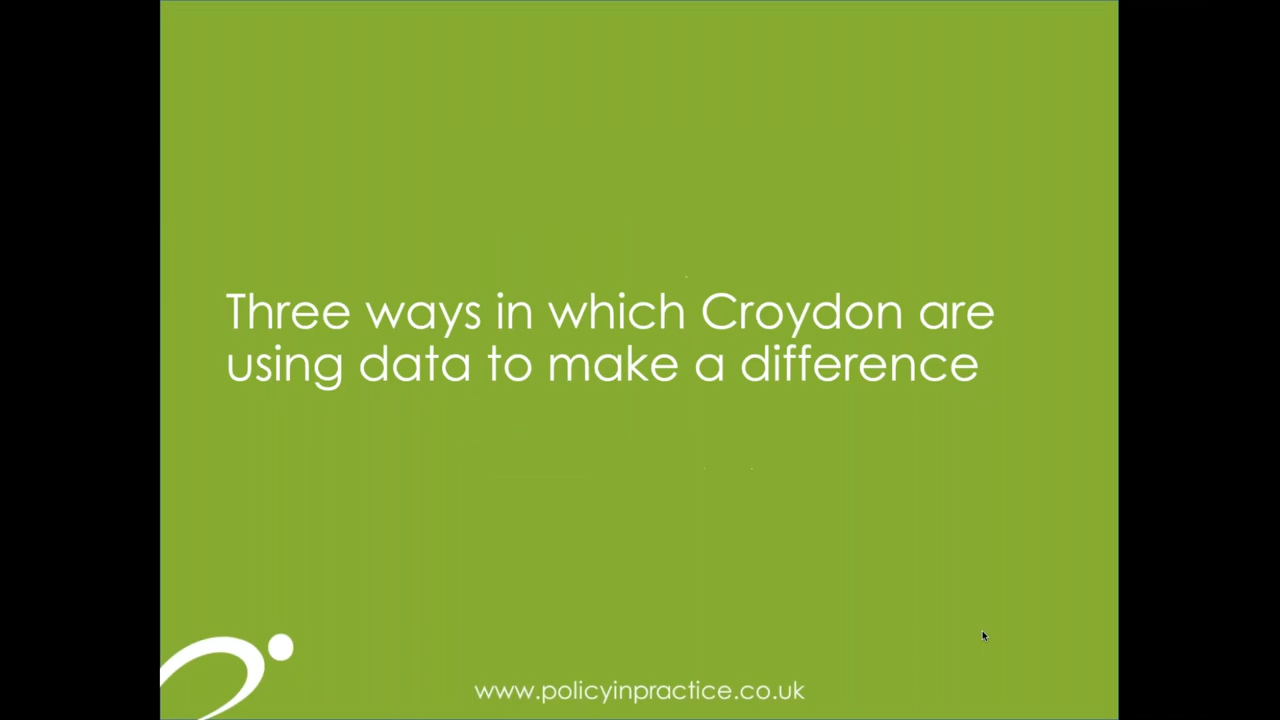 Three ways in which Croydon are
using data to make a difference
www.policyinpractice.co.uk